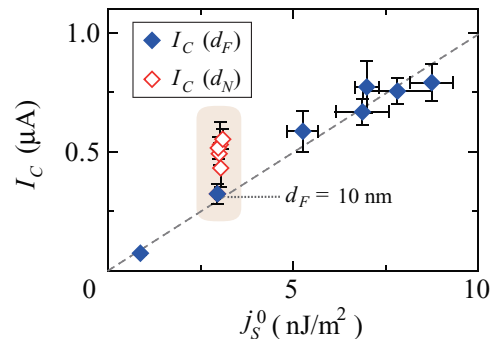 1.0
I_C (d_F)
I_C (d_N)
I_C (μA)
0.5
d_F = 10 nm
0
5
10
j_S^0 (nJ/m²)